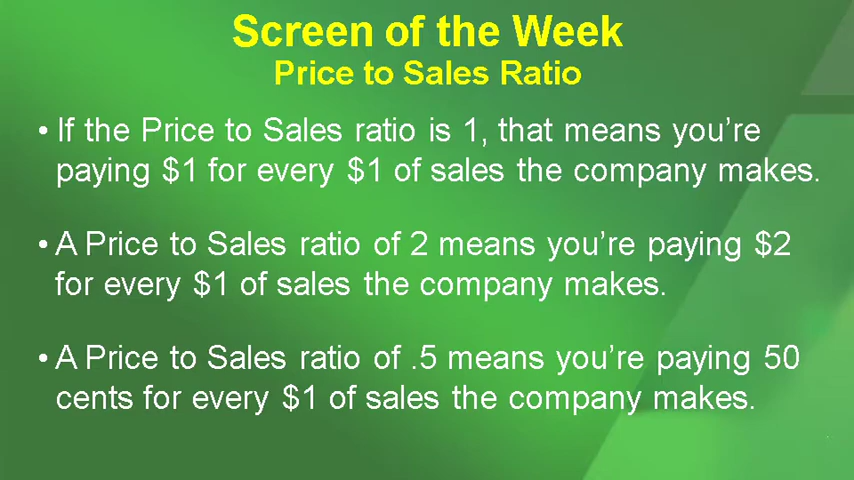 Screen of the Week
Price to Sales Ratio
• If the Price to Sales ratio is 1, that means you’re
paying $1 for every $1 of sales the company makes.
• A Price to Sales ratio of 2 means you’re paying $2
for every $1 of sales the company makes.
• A Price to Sales ratio of .5 means you’re paying 50
cents for every $1 of sales the company makes.